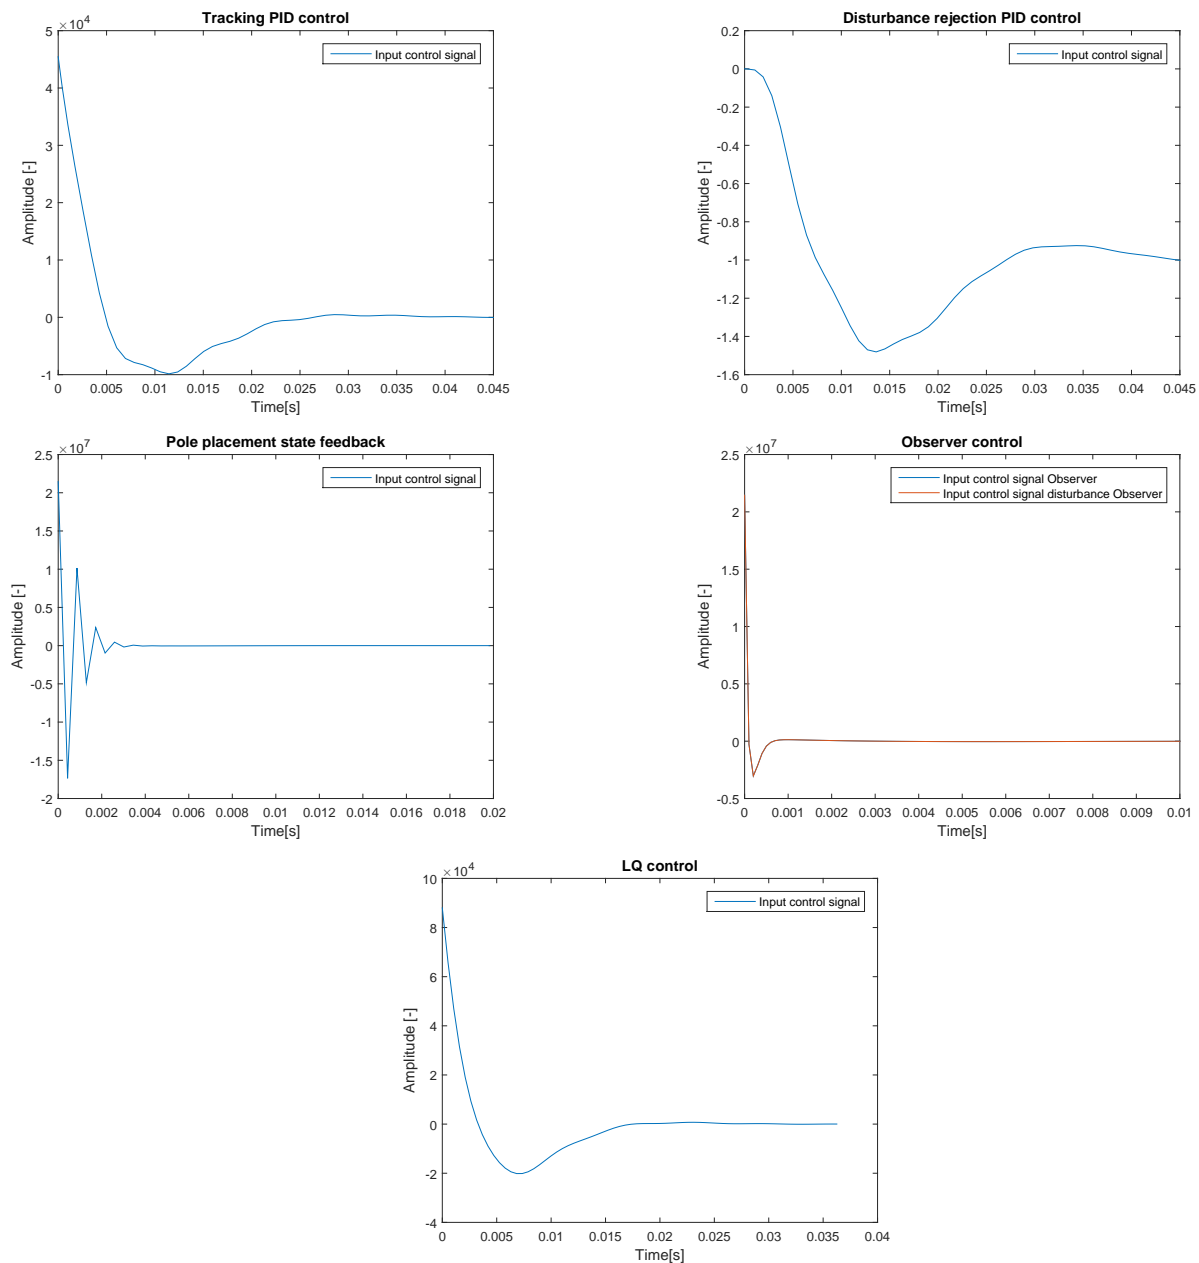 Tracking PID control
×10^4
5
4
3
2
1
0
-1
Amplitude [-]
Input control signal
0 0.005 0.01 0.015 0.02 0.025 0.03 0.035 0.04 0.045
Time[s]
Disturbance rejection PID control
0.2
0
-0.2
-0.4
-0.6
-0.8
-1
-1.2
-1.4
-1.6
Amplitude [-]
Input control signal
0 0.005 0.01 0.015 0.02 0.025 0.03 0.035 0.04 0.045
Time[s]
Pole placement state feedback
×10^7
2.5
2
1.5
1
0.5
0
-0.5
-1
-1.5
-2
Amplitude [-]
Input control signal
0 0.002 0.004 0.006 0.008 0.01 0.012 0.014 0.016 0.018 0.02
Time[s]
Observer control
×10^7
2.5
2
1.5
1
0.5
0
-0.5
Amplitude [-]
Input control signal Observer
Input control signal disturbance Observer
0 0.001 0.002 0.003 0.004 0.005 0.006 0.007 0.008 0.009 0.01
Time[s]
LQ control
×10^4
10
8
6
4
2
0
-2
-4
Amplitude [-]
Input control signal
0 0.005 0.01 0.015 0.02 0.025 0.03 0.035 0.04
Time[s]